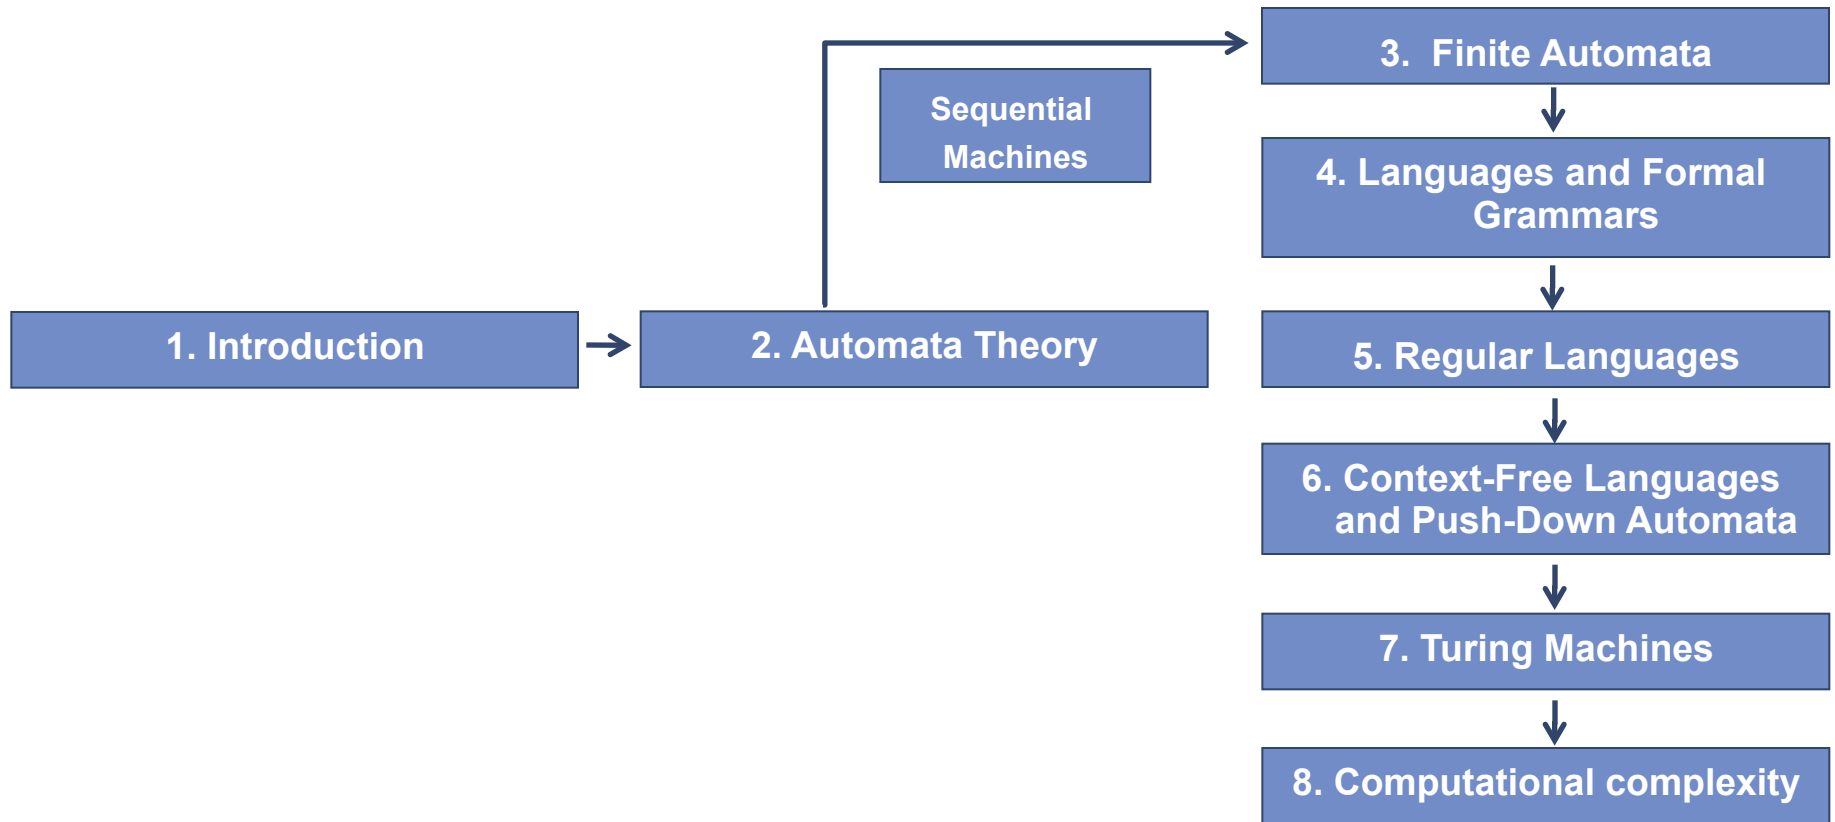 1. Introduction
2. Automata Theory
Sequential
Machines
3. Finite Automata
4. Languages and Formal
Grammars
5. Regular Languages
6. Context-Free Languages
and Push-Down Automata
7. Turing Machines
8. Computational complexity